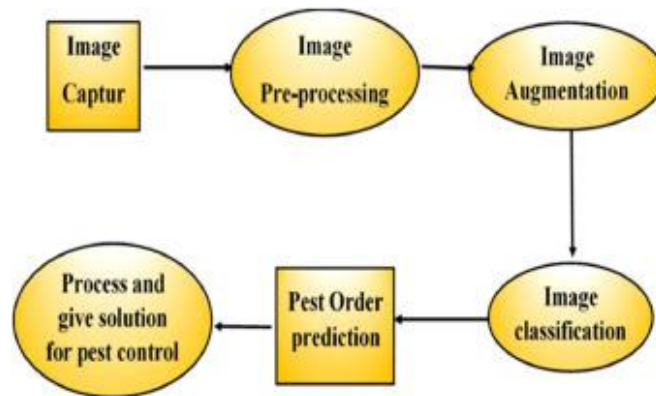 Image
Captur
Image
Pre-processing
Image
Augmentation
Image
classification
Pest Order
prediction
Process and
give solution
for pest control